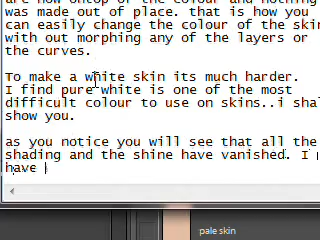 are now ontop of the colour and nothing
was made out of place. that is how you
can easily change the colour of the skin
with out morphing any of the layers or
the curves.
To make a white skin its much harder.
I find pure white is one of the most
difficult colour to use on skins..i shal
show you.
as you notice you will see that all the
shading and the shine have vanished. I
have
pale skin